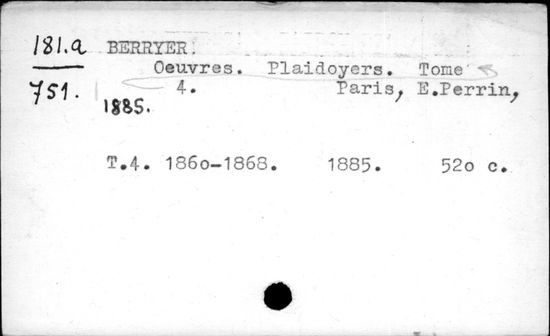 181.a
751.
BERRYER.
Oeuvres. Plaidoyers. Tome
4. Paris, E.Perrin,
1885.
T.4. 1860-1868. 1885. 520 c.